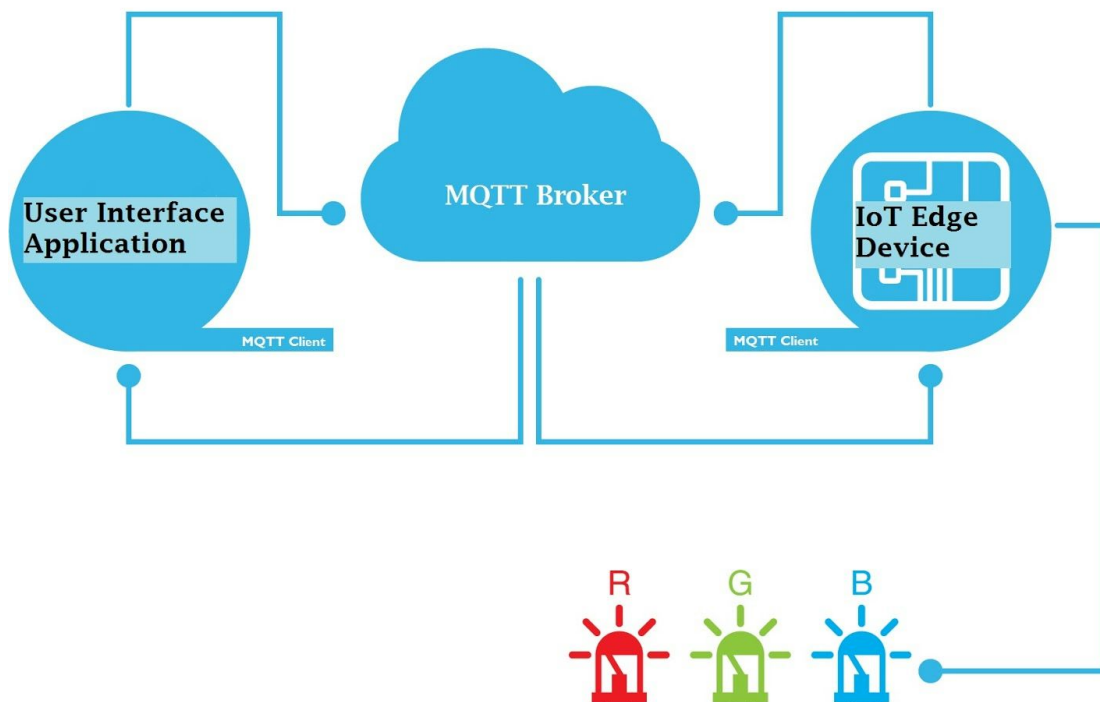 MQTT Broker
User Interface
Application
IoT Edge
Device
MQTT Client
MQTT Client
R
G
B